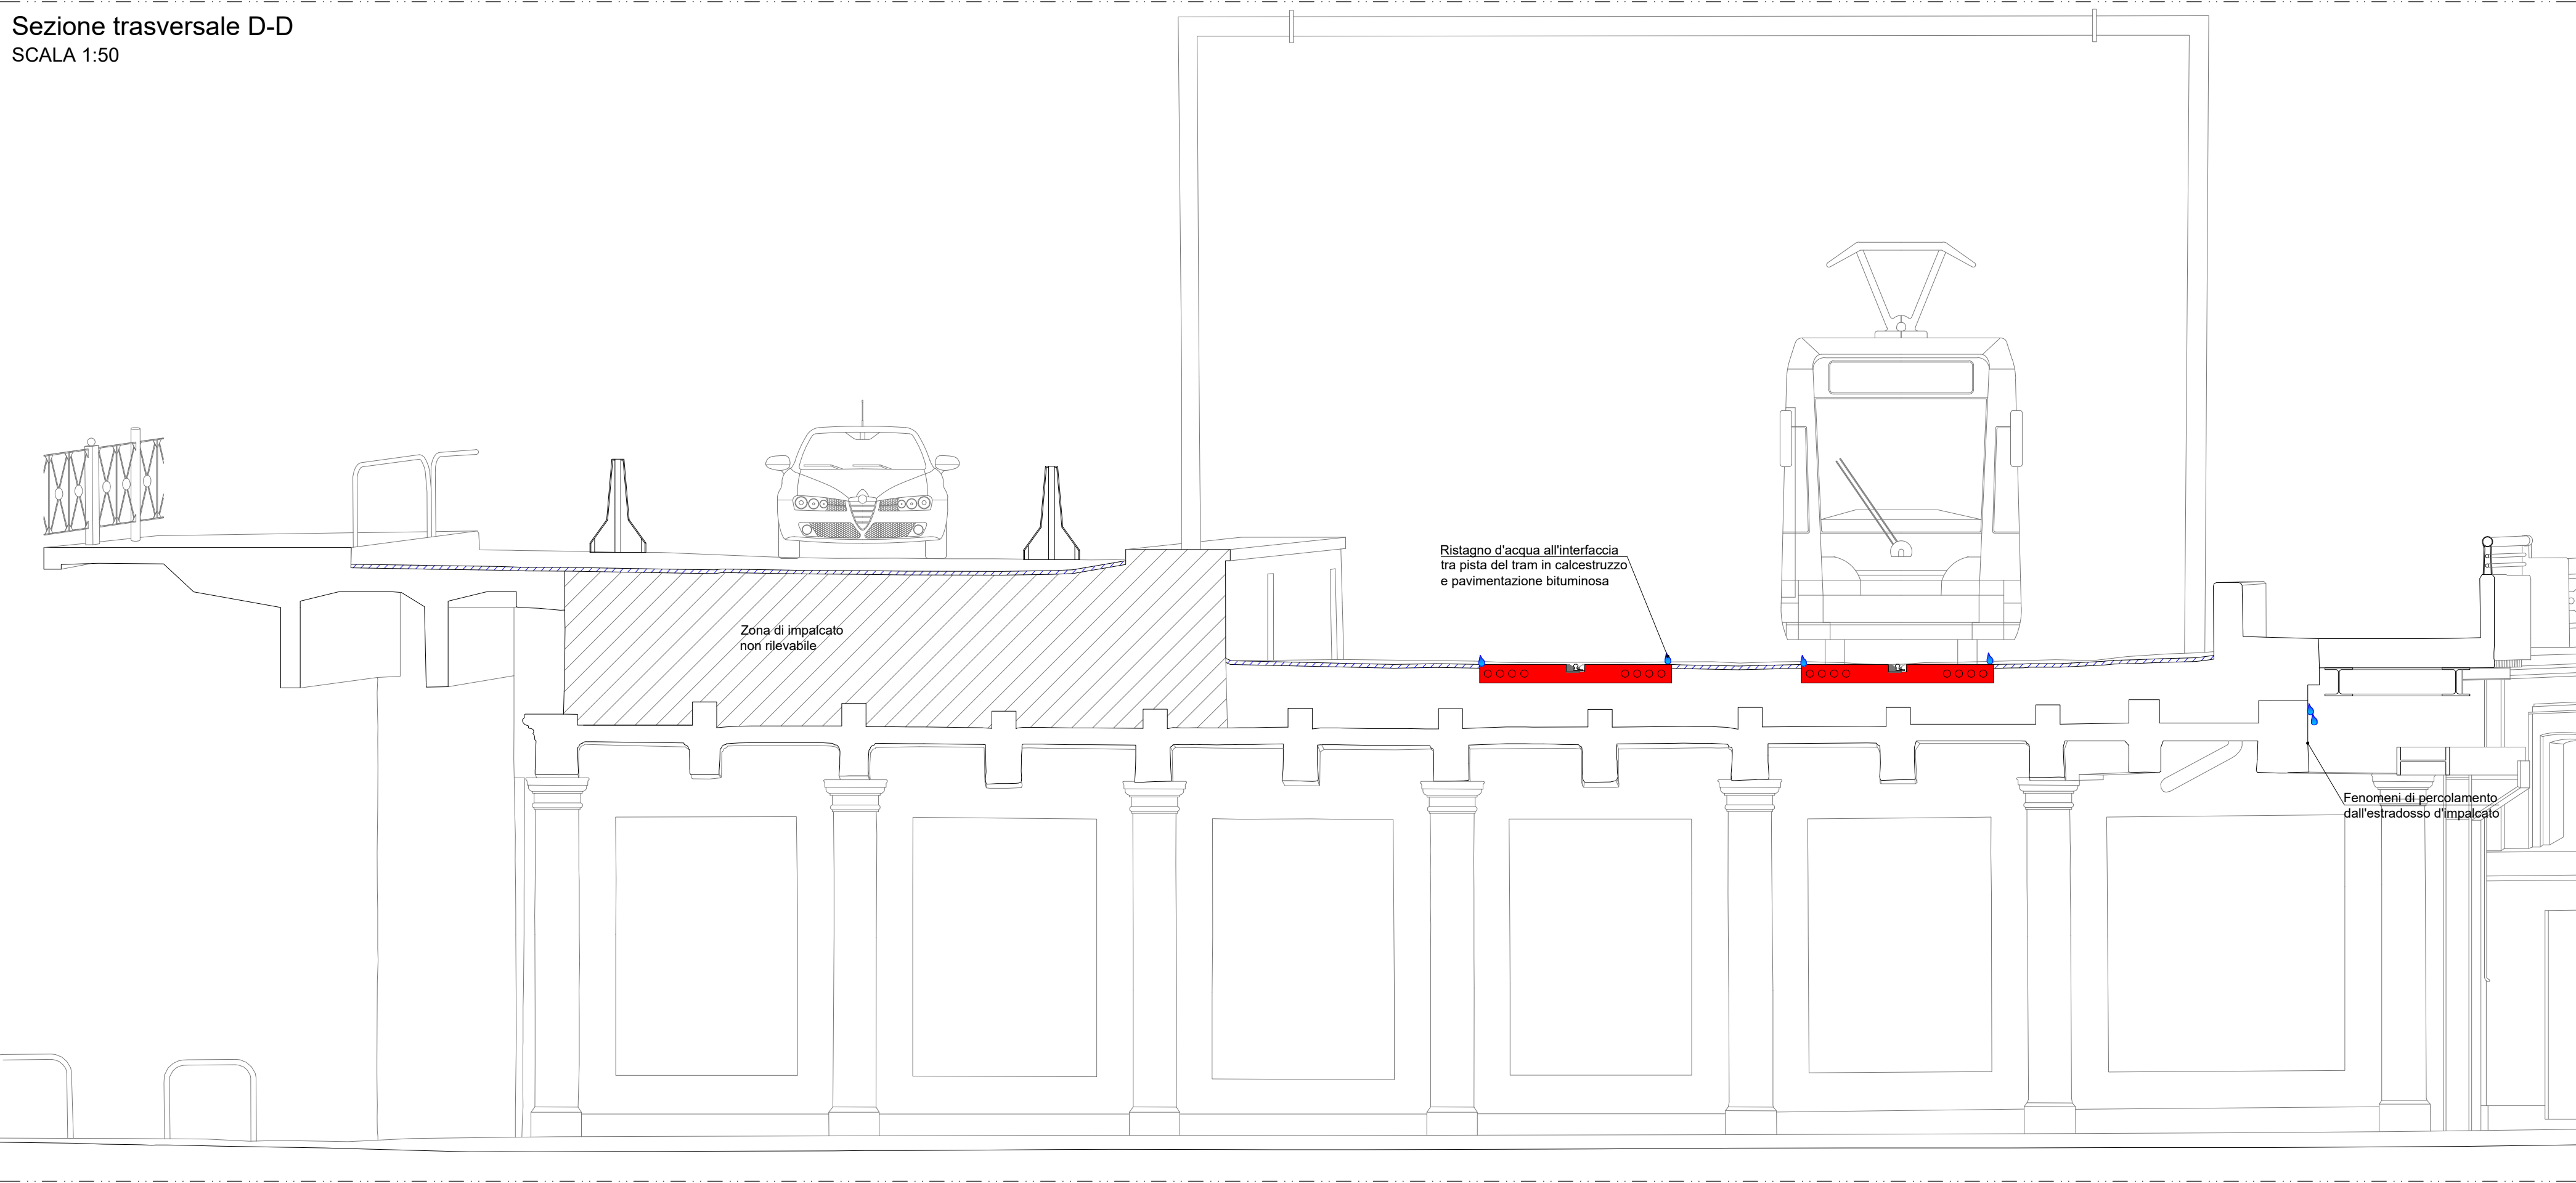 Sezione trasversale D-D
SCALA 1:50
Ristagno d'acqua all'interfaccia
tra pista del tram in calcestruzzo
e pavimentazione bituminosa
Zona di impalcato
non rilevabile
Fenomeni di percolamento
dall'estradosso d'impalcato